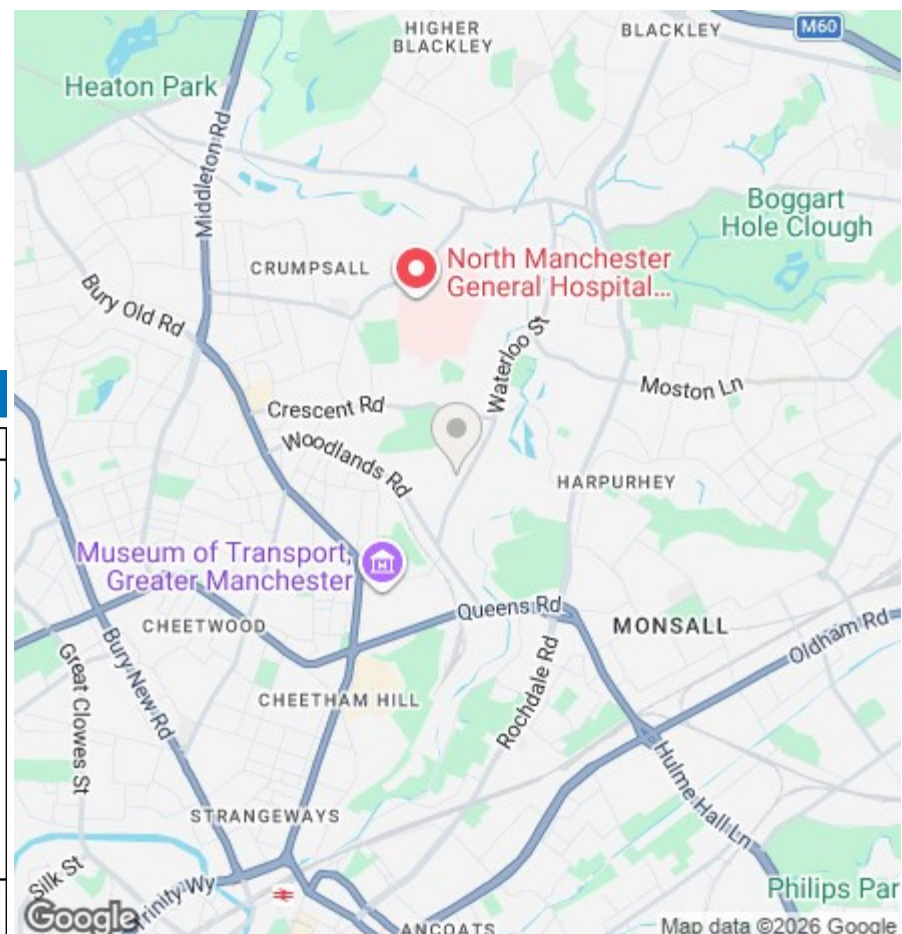 HIGHER
BLACKLEY
BLACKLEY
M60
Heaton Park
Middleton Rd
Boggart
Hole Clough
CRUMPSALL
North Manchester
General Hospital...
Bury Old Rd
Waterloo St
Moston Ln
Crescent Rd
Woodlands Rd
HARPURHEY
Museum of Transport,
Greater Manchester
Queens Rd
CHEETWOOD
MONSALL
Oldham Rd
Bury New Rd
Great Clowes St
CHEETHAM HILL
Rochdale Rd
Hulme Hall Ln
STRANGEWAYS
Silk St
Trinity Wy
Philips Par
Google
ANCOATS
Map data ©2026 Google